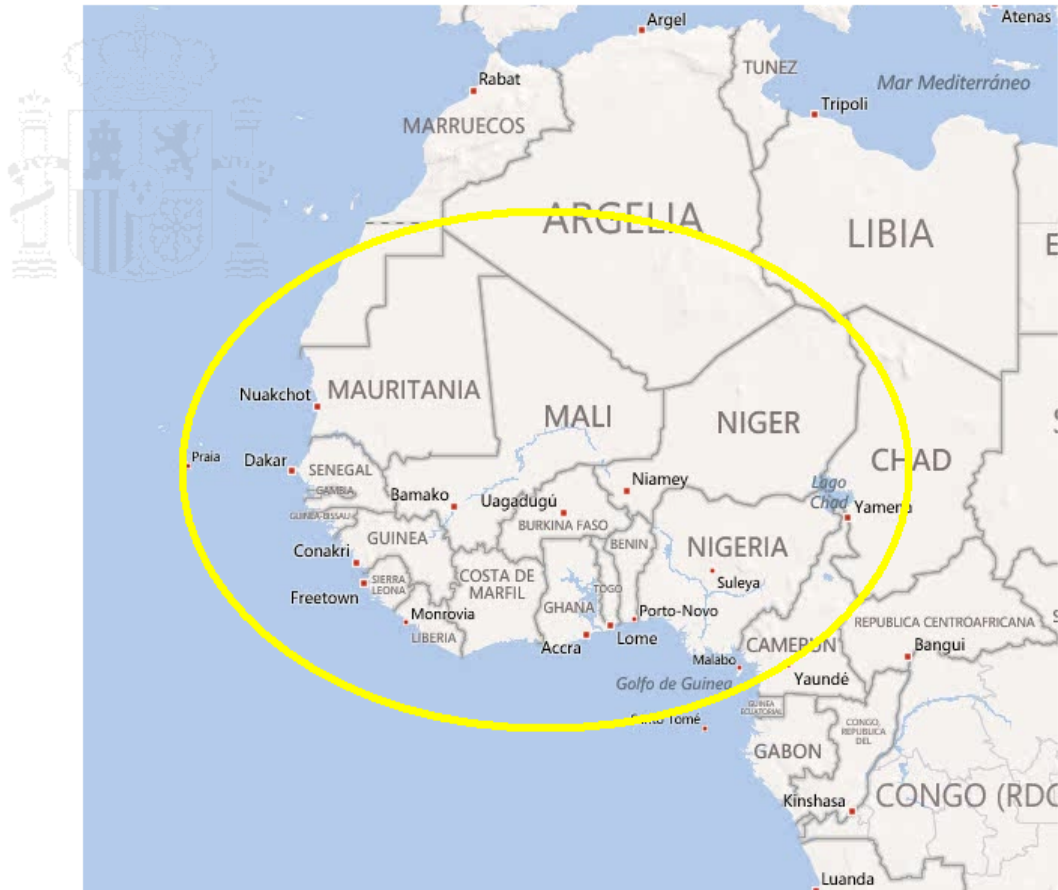 Argel
Atenas
TUNEZ
Rabat
Mar Mediterráneo
Tripoli
MARRUECOS
ARGELIA
LIBIA
E
MAURITANIA
Nuakchot
MALI
NIGER
CHAD
S
Praia
Dakar
SENEGAL
GAMBIA
Niamey
Lago
Chad
Bamako
Uagadugú
Yamena
GUINEA-BISSAU
BURKINA FASO
GUINEA
BENIN
NIGERIA
Conakri
COSTA DE
MARFIL
Suleya
SIERRA
LEONA
Freetown
TOGO
GHANA
Monrovia
Porto-Novo
REPUBLICA CENTROAFRICANA
S
LIBERIA
Accra
Lome
CAMERUN
Bangui
Malabo
Yaundé
Golfo de Guinea
GUINEA
ECUATORIAL
Santo Tomé
CONGO,
REPUBLICA
DEL
GABON
Kinshasa
CONGO (RDC
Luanda